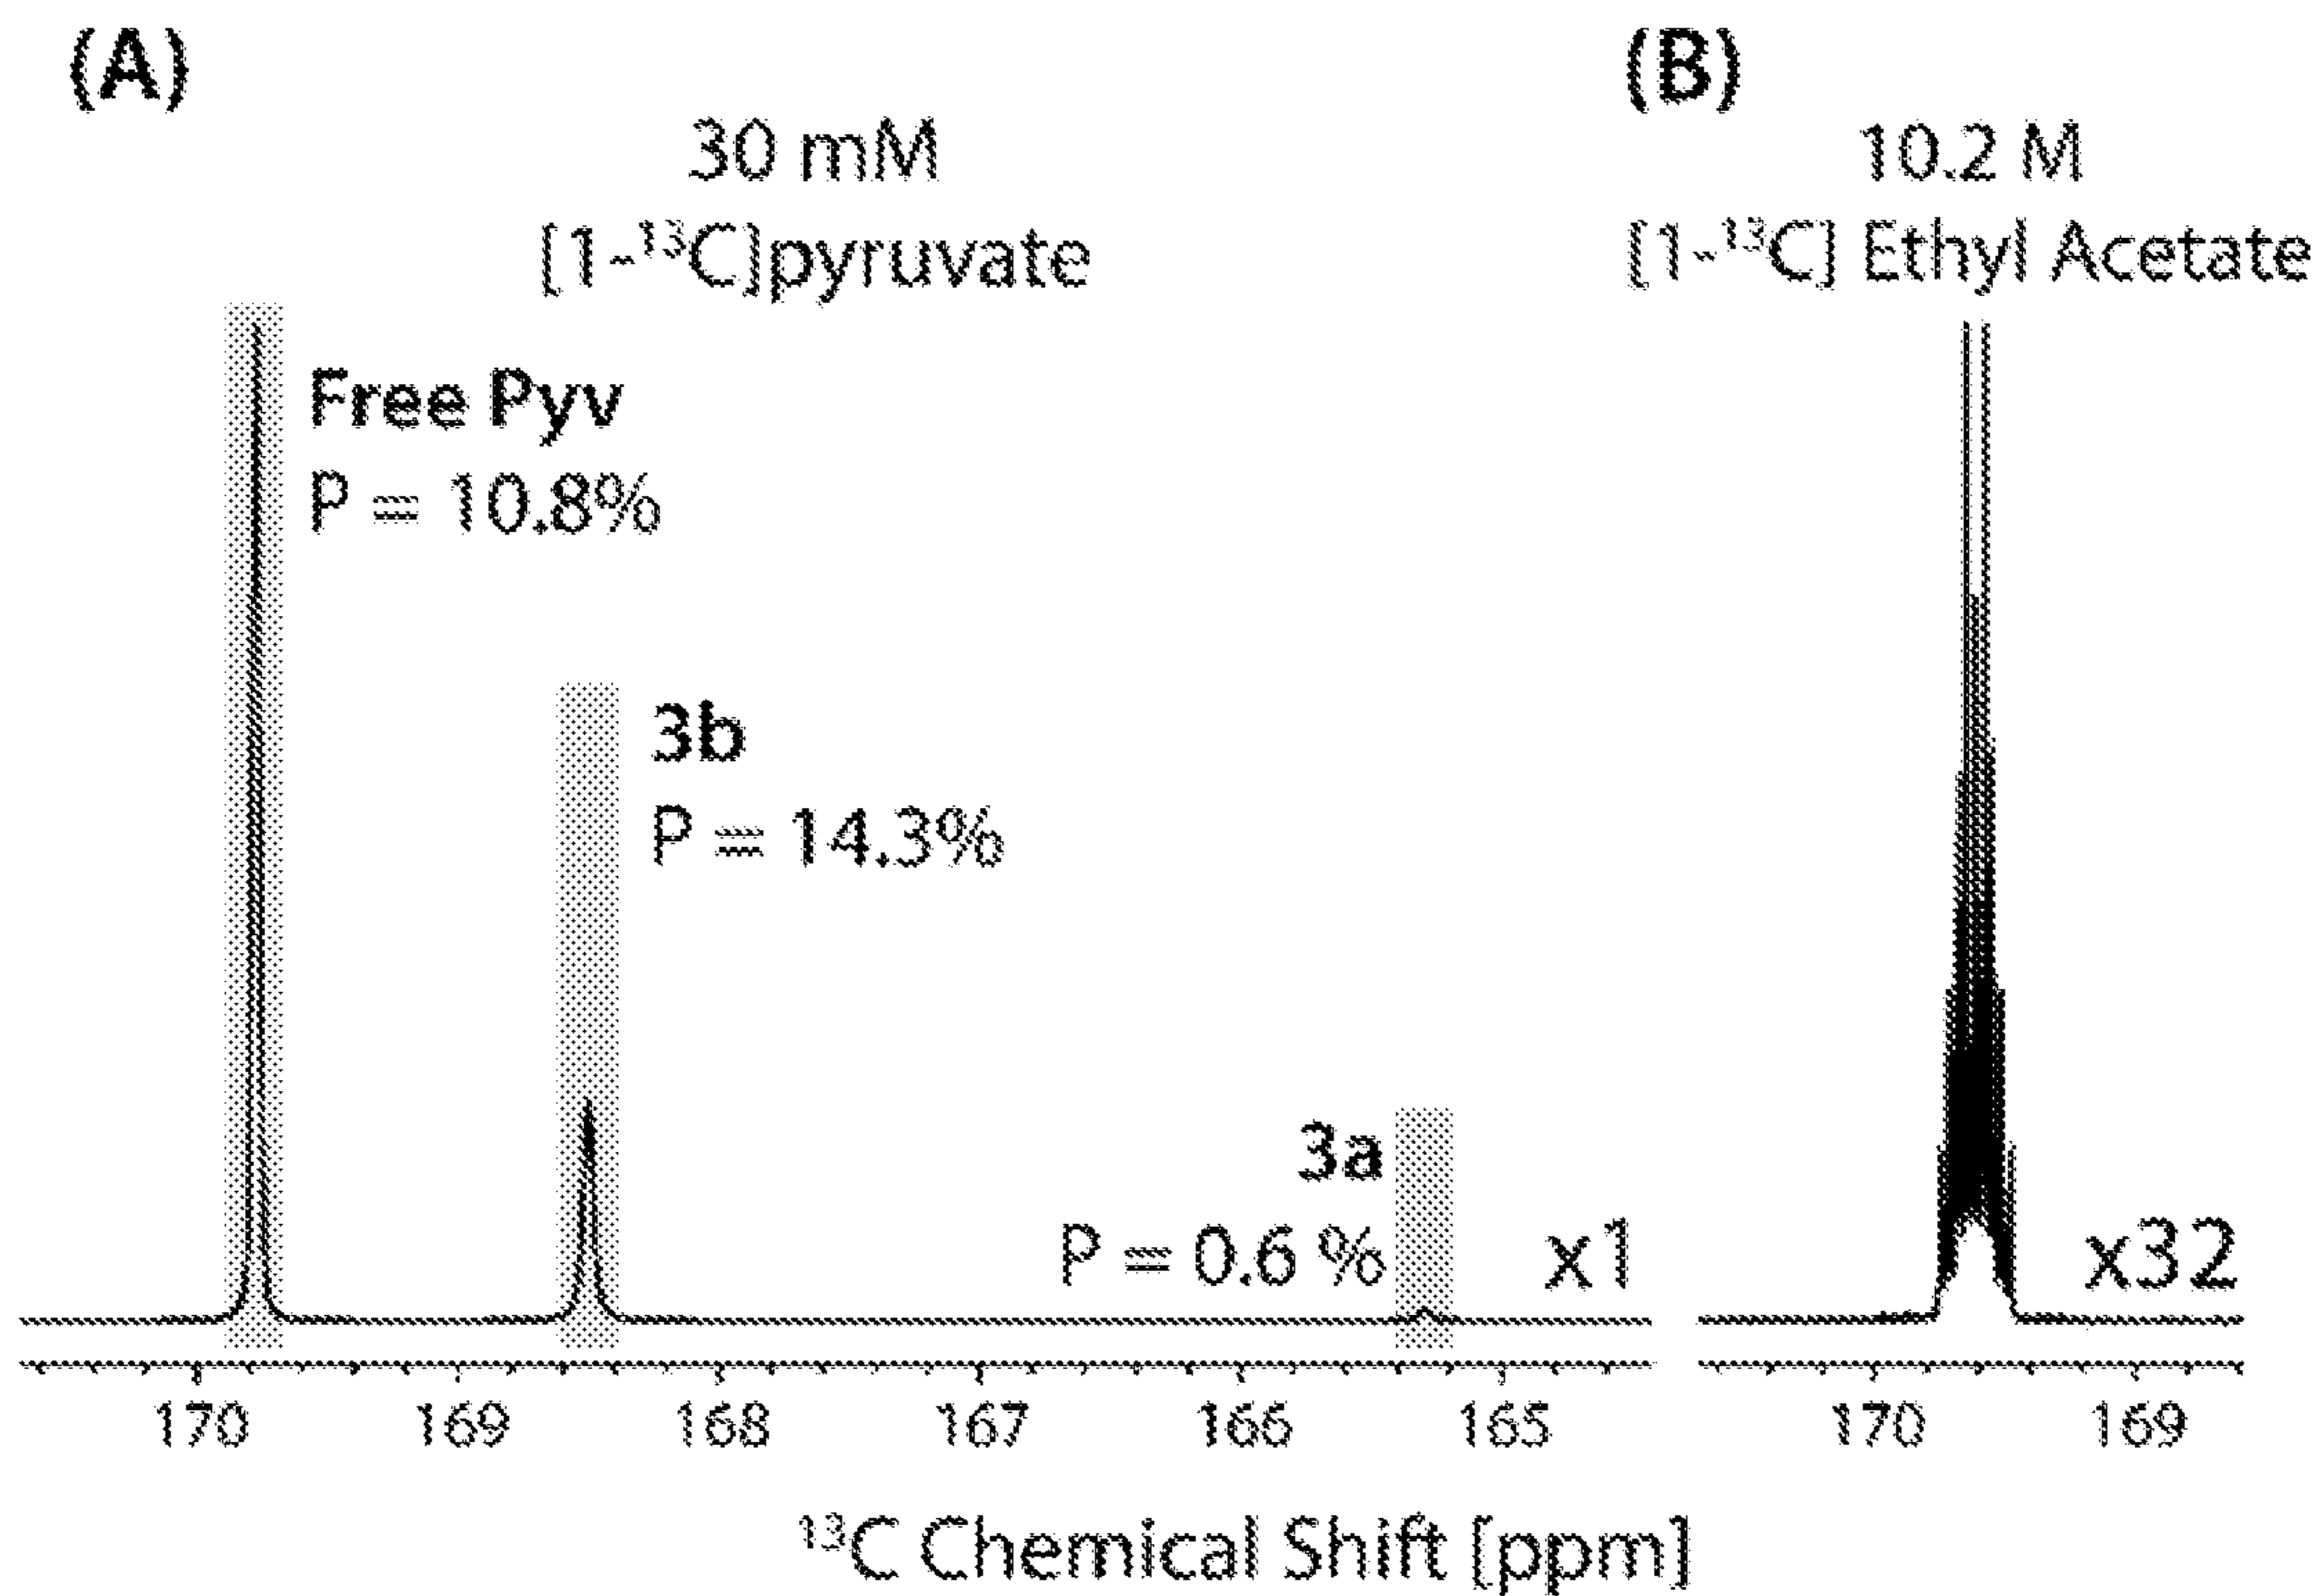 (A)
30 mM
[1-¹³C]pyruvate
Free Pyv
P = 10.8%
3b
P = 14.3%
3a
P = 0.6 %
x1
170 169 168 167 166 165
(B)
10.2 M
[1-¹³C] Ethyl Acetate
x32
170 169
¹³C Chemical Shift [ppm]